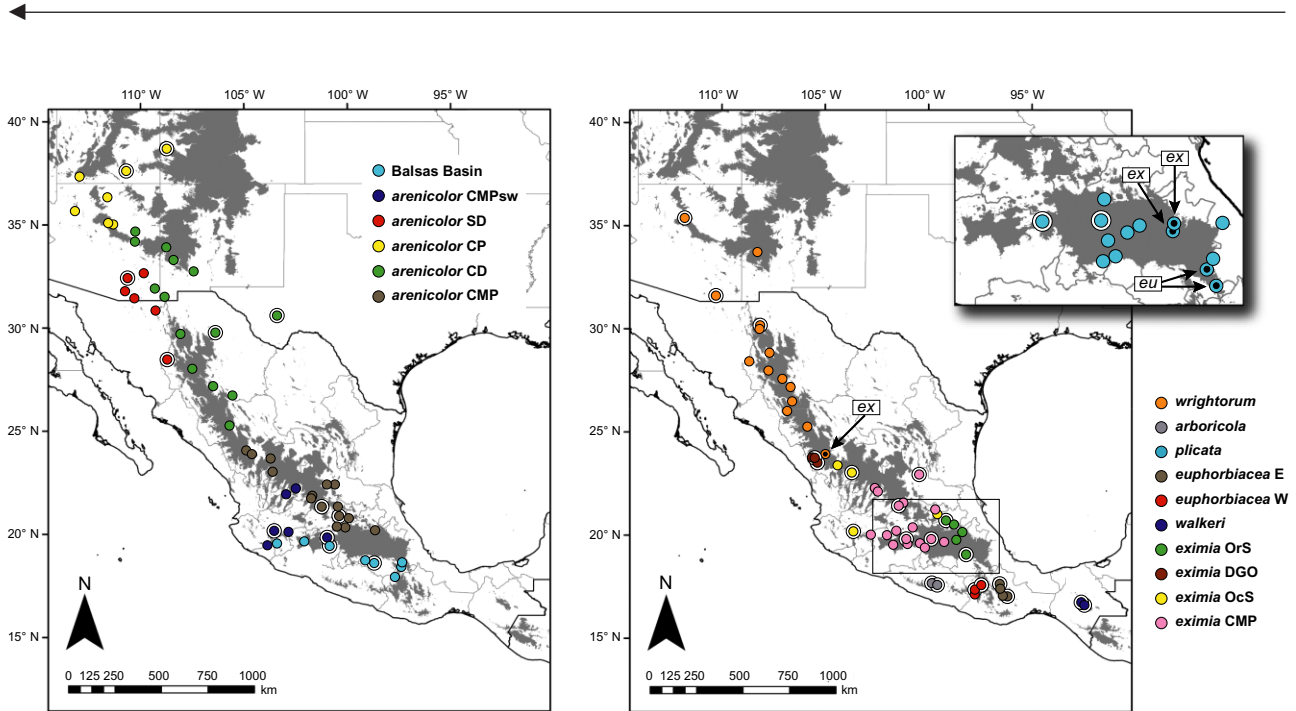 110° W 105° W 100° W 95° W
40° N
35° N
30° N
25° N
20° N
15° N
Balsas Basin
arenicolor CMPsw
arenicolor SD
arenicolor CP
arenicolor CD
arenicolor CMP
N
0 125 250 500 750 1000
km
110° W 105° W 100° W 95° W
40° N
35° N
30° N
25° N
20° N
15° N
ex
ex
eu
ex
N
0 125 250 500 750 1000
km
wrightorum
arboricola
plicata
euphorbiacea E
euphorbiacea W
walkeri
eximia OrS
eximia DGO
eximia OcS
eximia CMP